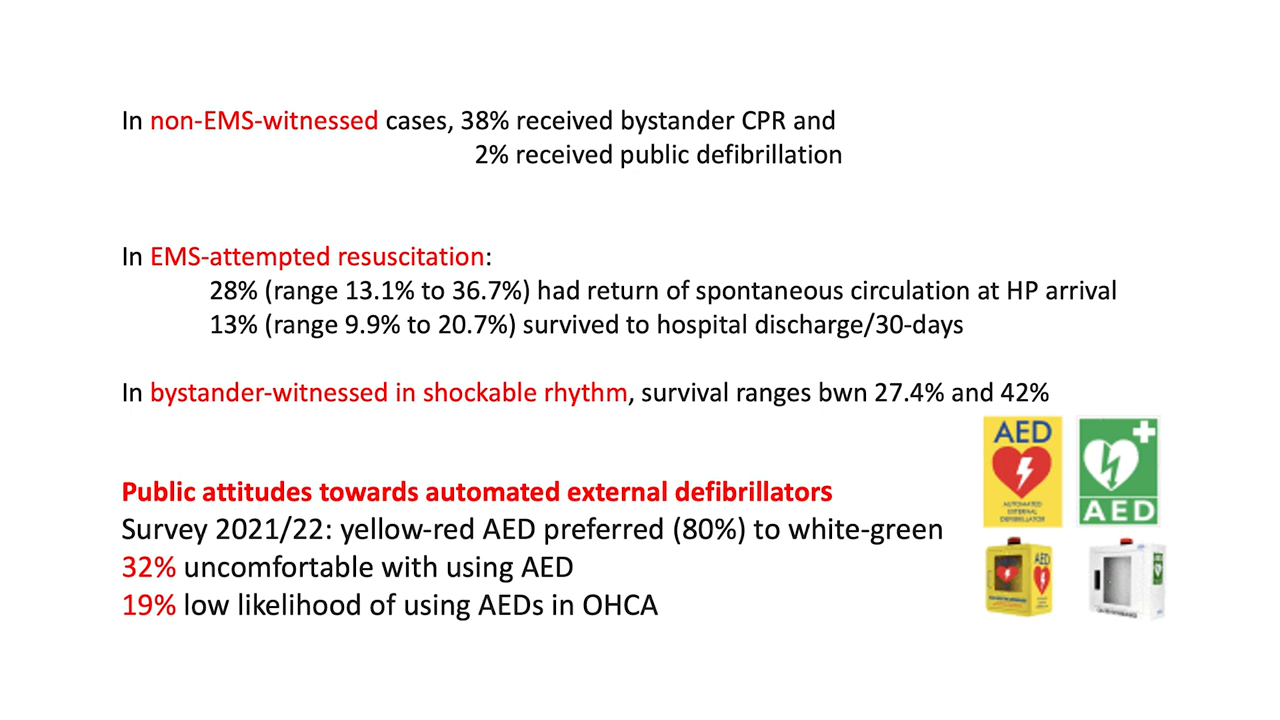 In non-EMS-witnessed cases, 38% received bystander CPR and
2% received public defibrillation
In EMS-attempted resuscitation:
28% (range 13.1% to 36.7%) had return of spontaneous circulation at HP arrival
13% (range 9.9% to 20.7%) survived to hospital discharge/30-days
In bystander-witnessed in shockable rhythm, survival ranges bwn 27.4% and 42%
Public attitudes towards automated external defibrillators
Survey 2021/22: yellow-red AED preferred (80%) to white-green
32% uncomfortable with using AED
19% low likelihood of using AEDs in OHCA
AED
AUTOMATED
EXTERNAL
DEFIBRILLATOR
AED
AED